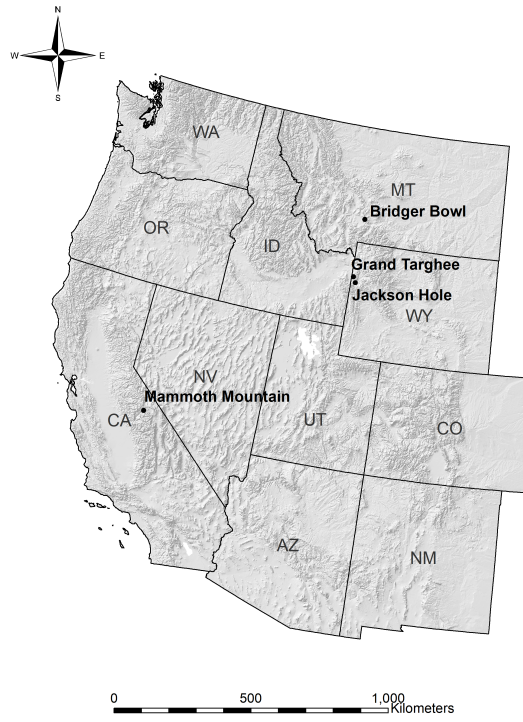 N
W
E
S
WA
MT
Bridger Bowl
OR
ID
Grand Targhee
Jackson Hole
WY
NV
Mammoth Mountain
CA
UT
CO
AZ
NM
0
500
1,000
Kilometers